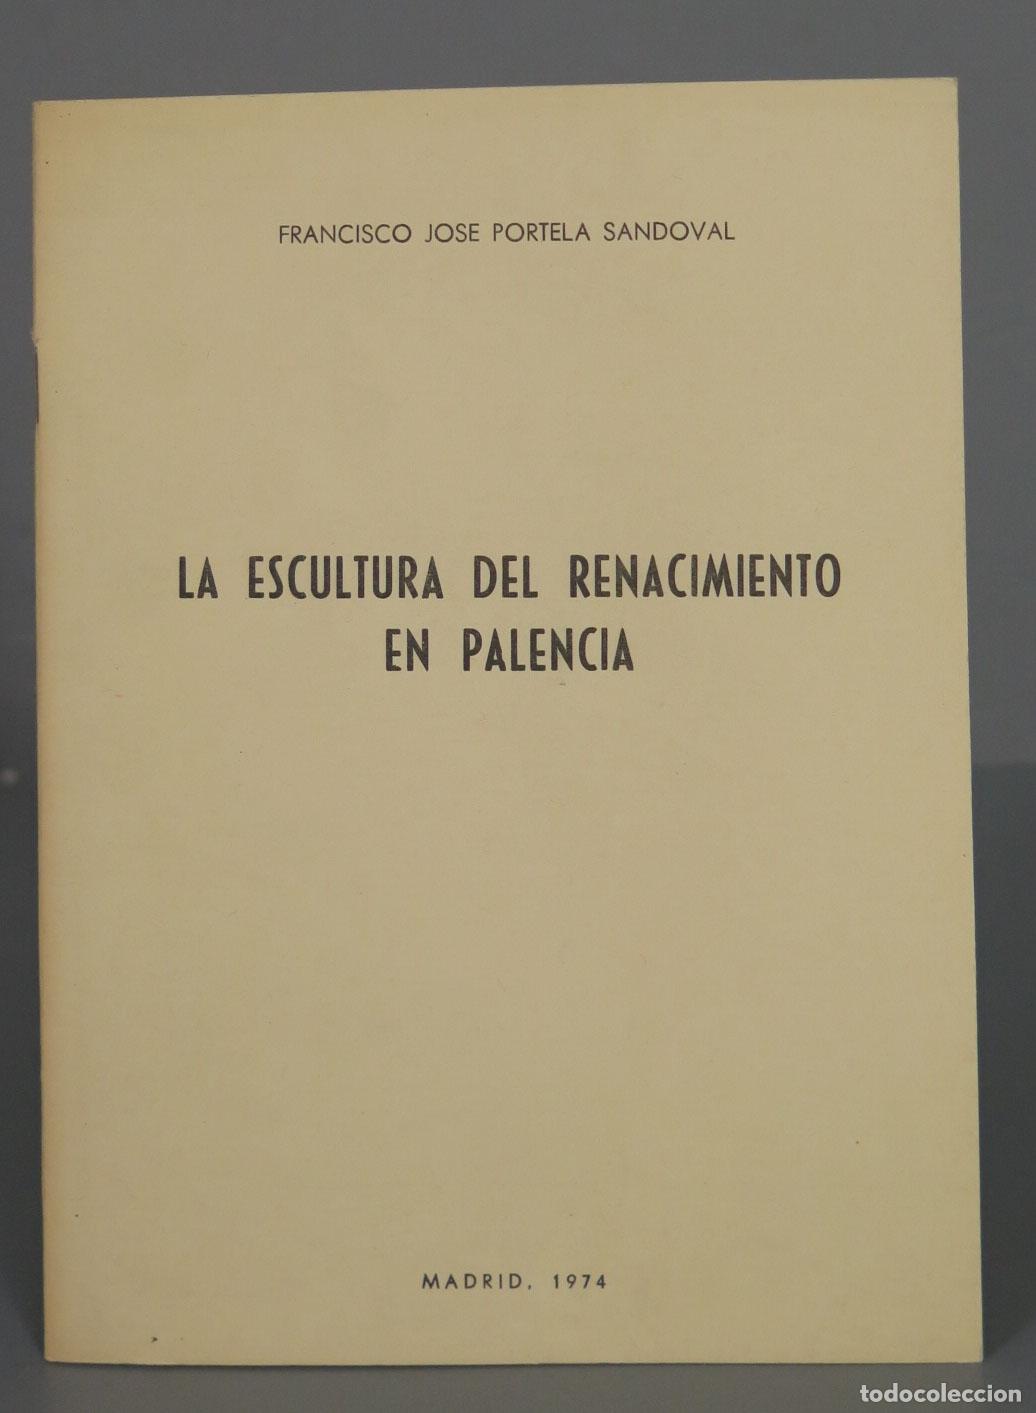 FRANCISCO JOSE PORTELA SANDOVAL
LA ESCULTURA DEL RENACIMIENTO
EN PALENCIA
MADRID, 1974
todocoleccion